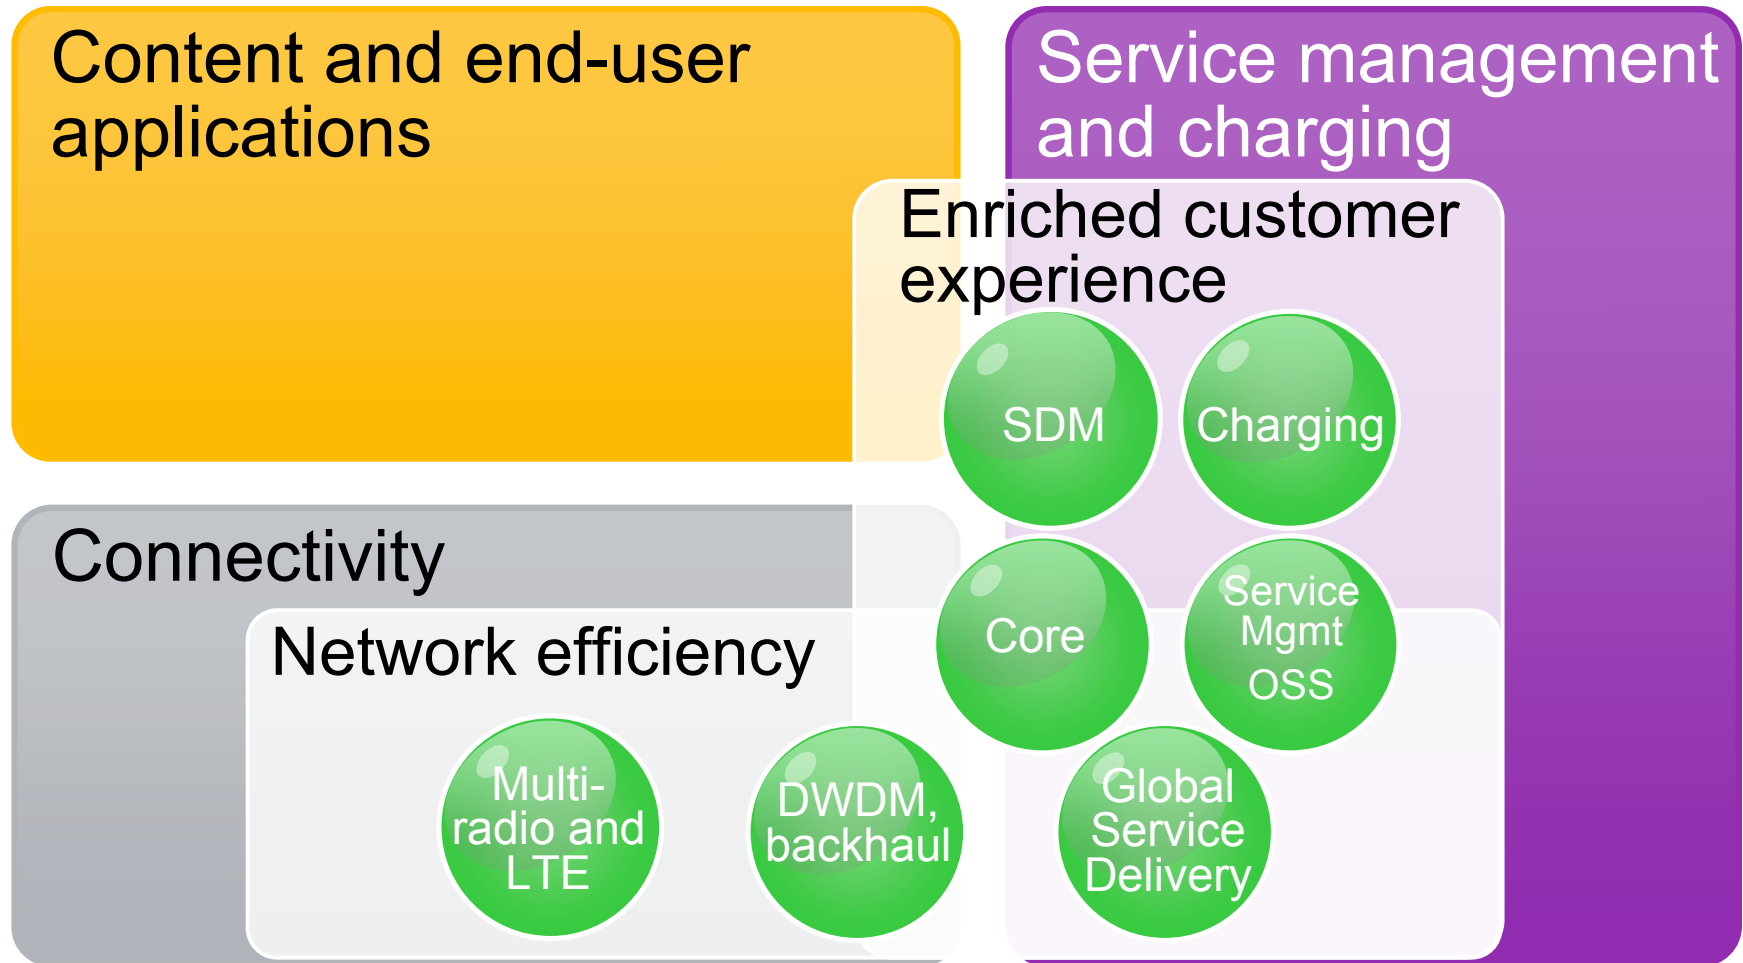 Content and end-user
applications
Service management
and charging
Enriched customer
experience
SDM
Charging
Connectivity
Network efficiency
Core
Service
Mgmt
OSS
Multi-
radio and
LTE
DWDM,
backhaul
Global
Service
Delivery